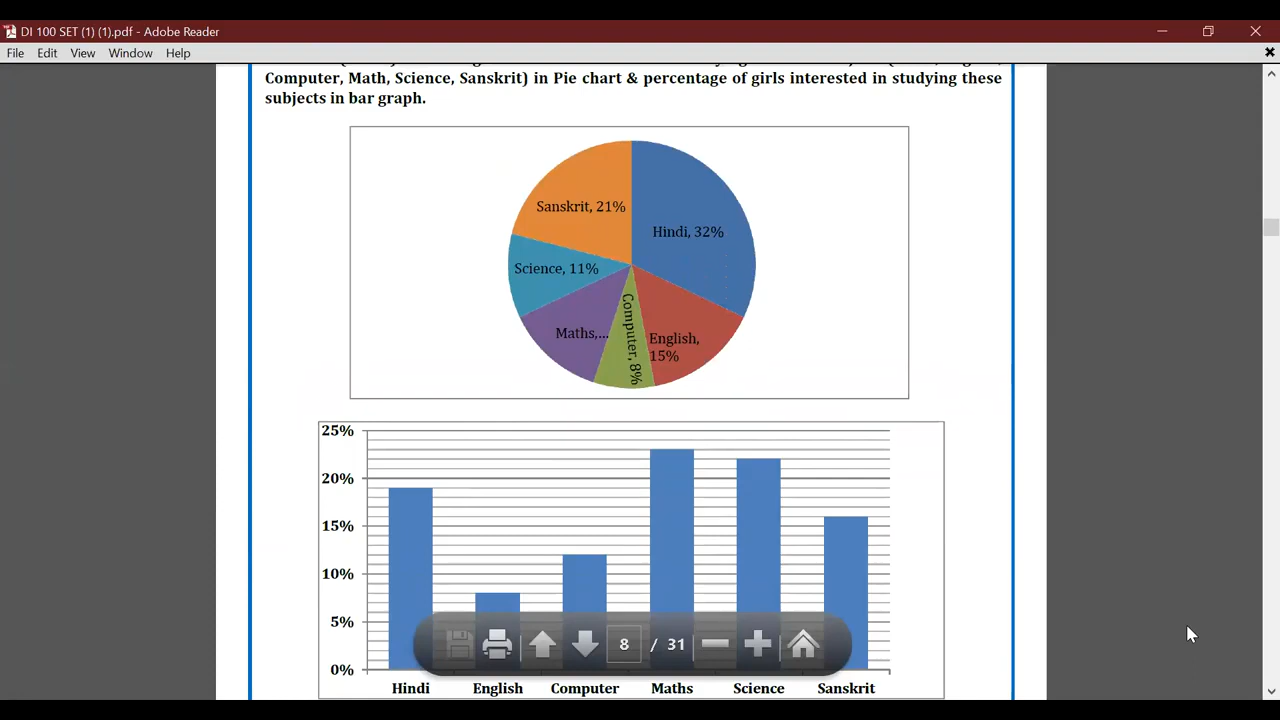 DI 100 SET (1) (1).pdf - Adobe Reader
File Edit View Window Help
Computer, Math, Science, Sanskrit) in Pie chart & percentage of girls interested in studying these
subjects in bar graph.
Sanskrit, 21%
Hindi, 32%
Science, 11%
Maths,...
Computer, 8%
English,
15%
25%
20%
15%
10%
5%
0%
8 / 31
Hindi English Computer Maths Science Sanskrit